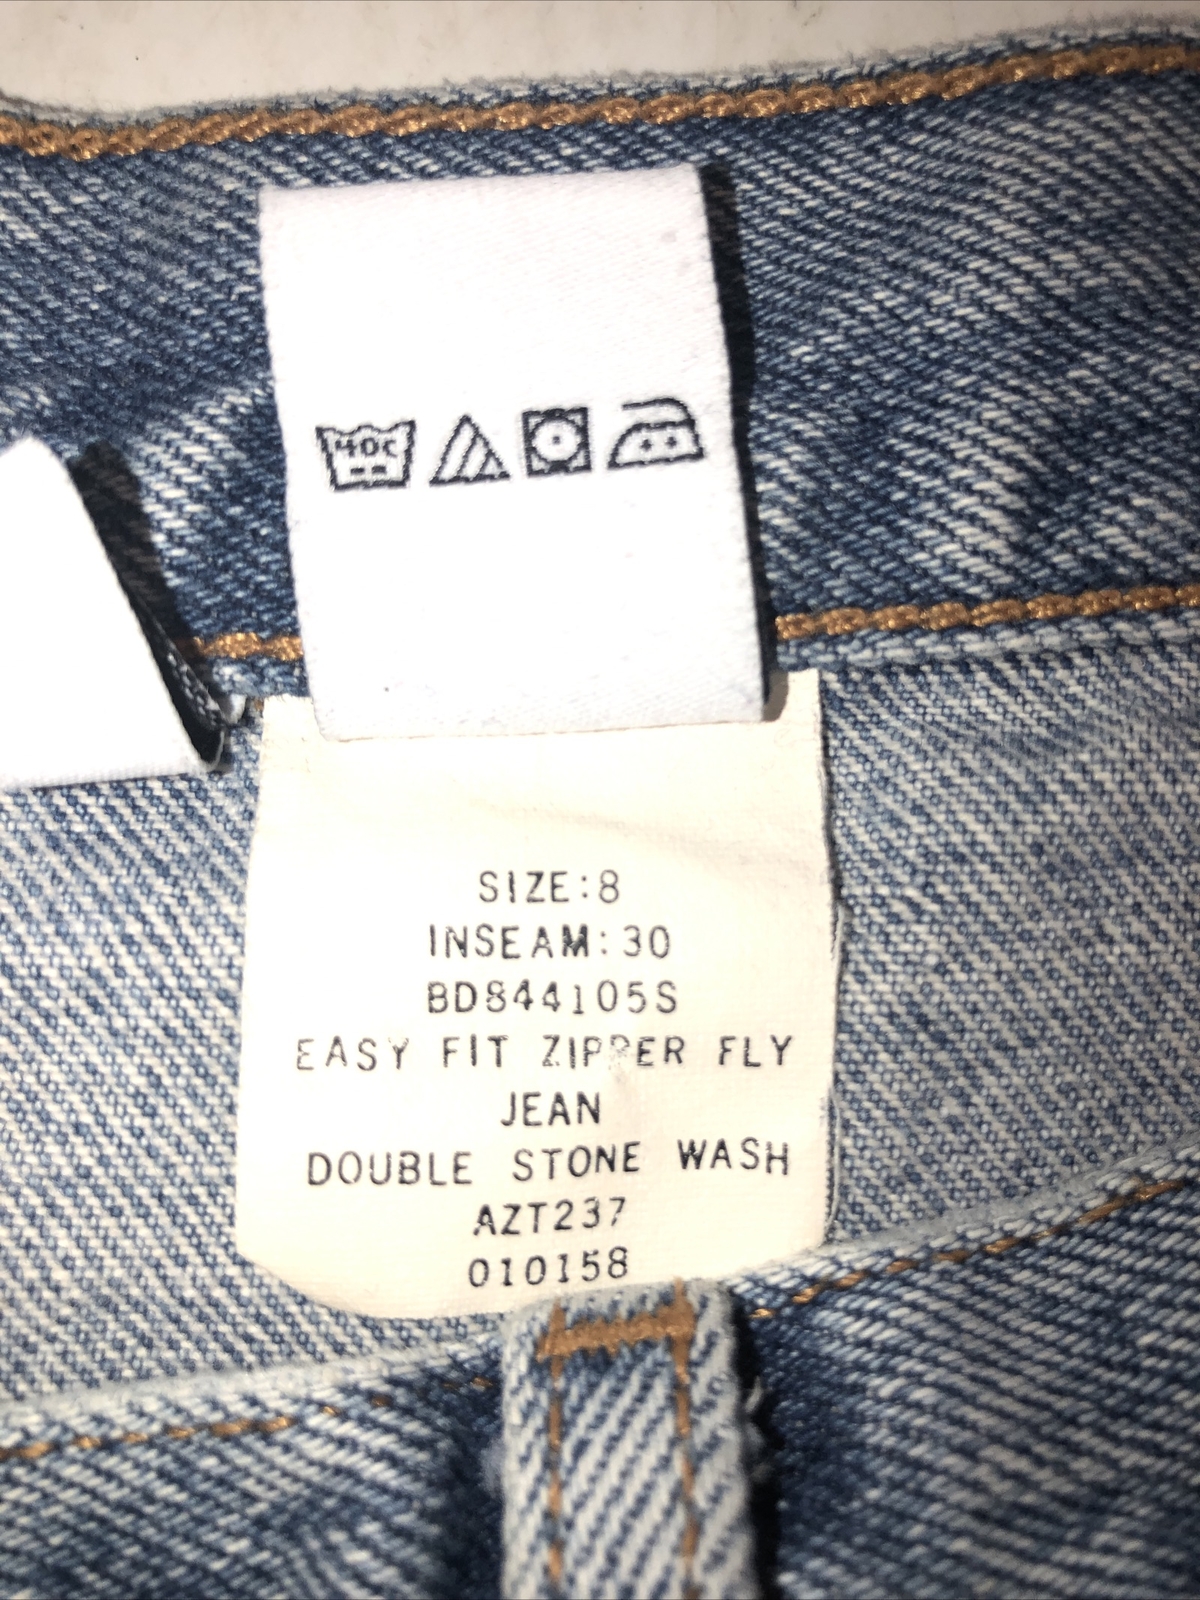 40c
SIZE:8
INSEAM:30
BD844105S
EASY FIT ZIPPER FLY
JEAN
DOUBLE STONE WASH
AZT237
010158